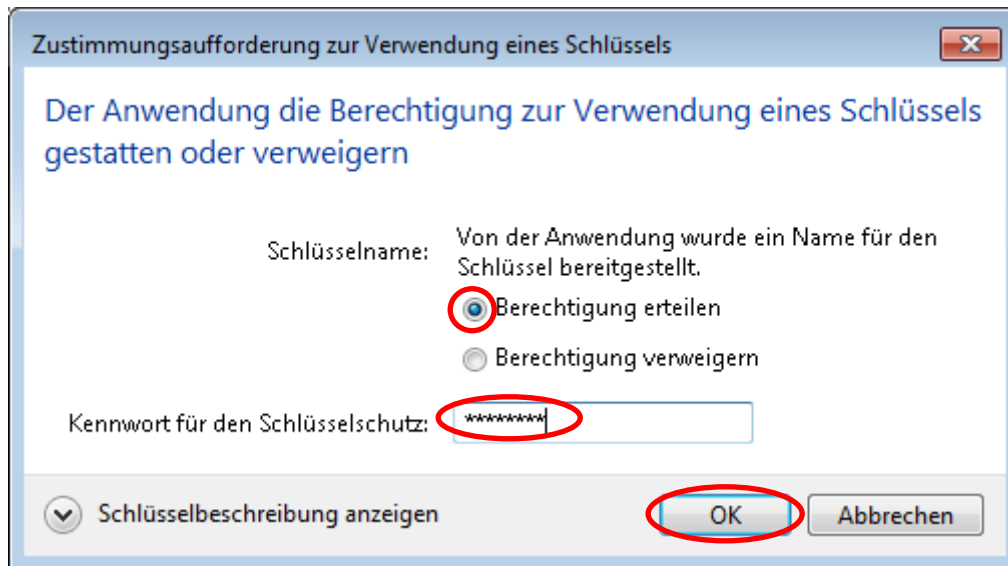 Zustimmungsaufforderung zur Verwendung eines Schlüssels
Der Anwendung die Berechtigung zur Verwendung eines Schlüssels
gestatten oder verweigern
Schlüsselname:
Von der Anwendung wurde ein Name für den
Schlüssel bereitgestellt.
Berechtigung erteilen
Berechtigung verweigern
Kennwort für den Schlüsselschutz: ********
Schlüsselbeschreibung anzeigen
OK
Abbrechen